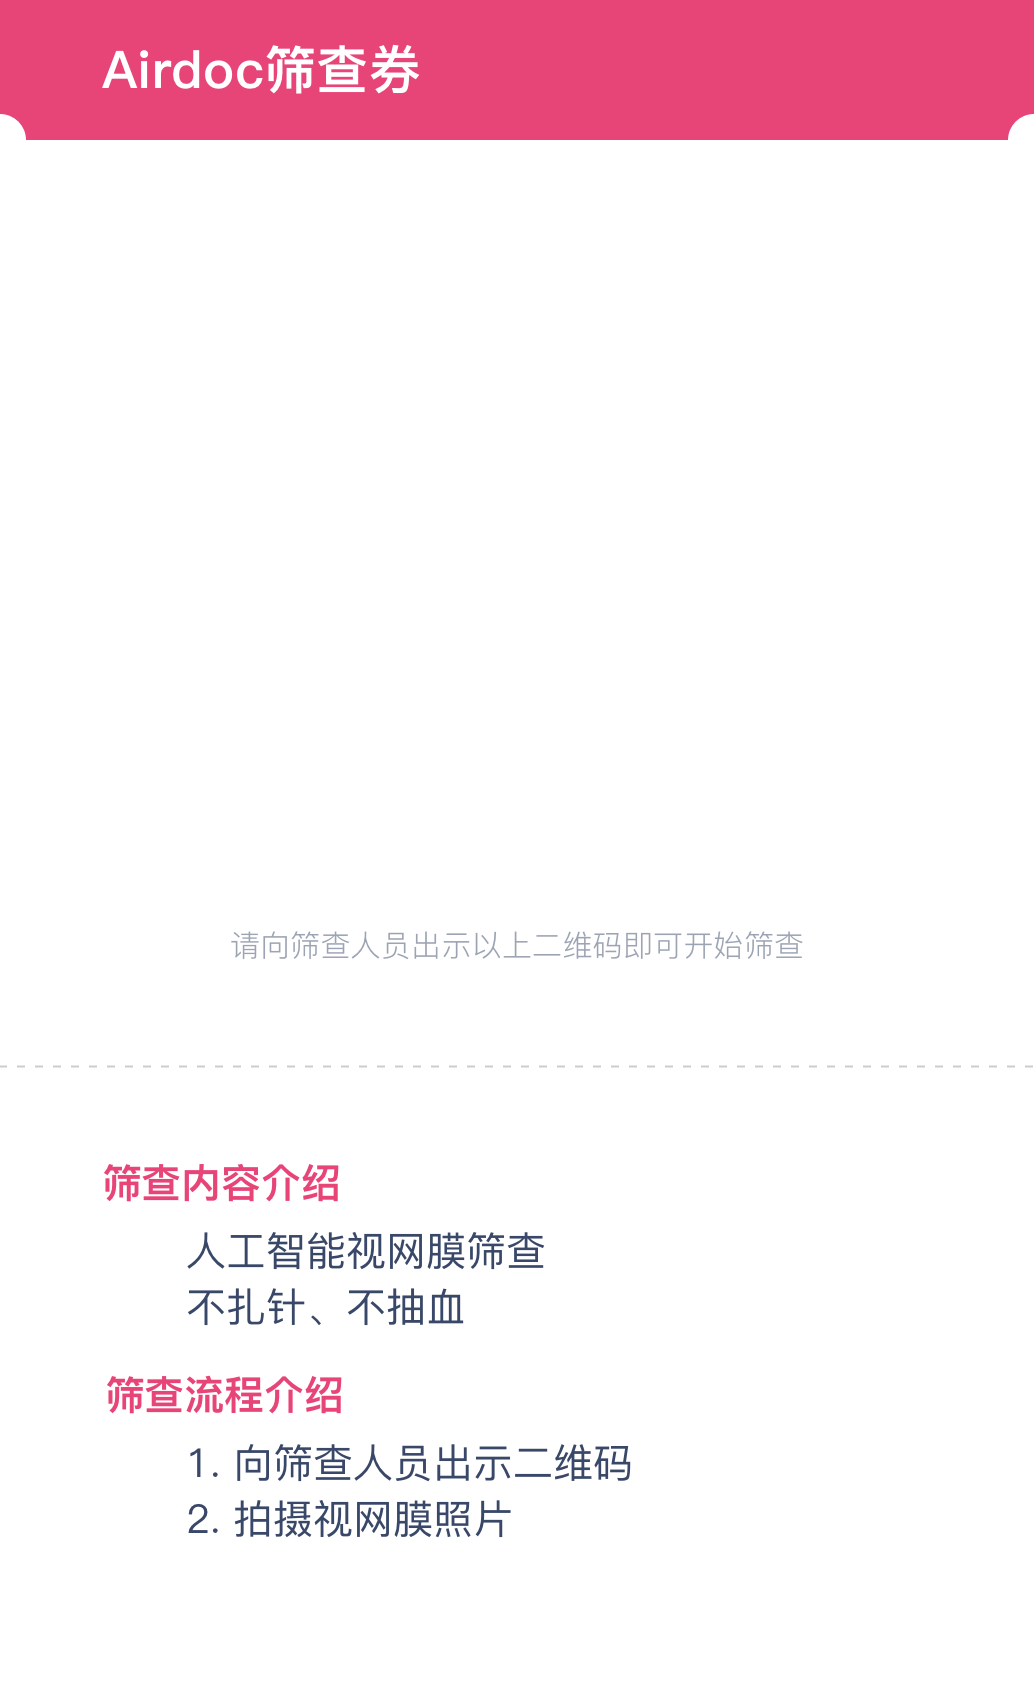 Airdoc筛查券
请向筛查人员出示以上二维码即可开始筛查
筛查内容介绍
人工智能视网膜筛查
不扎针、不抽血
筛查流程介绍
1. 向筛查人员出示二维码
2. 拍摄视网膜照片